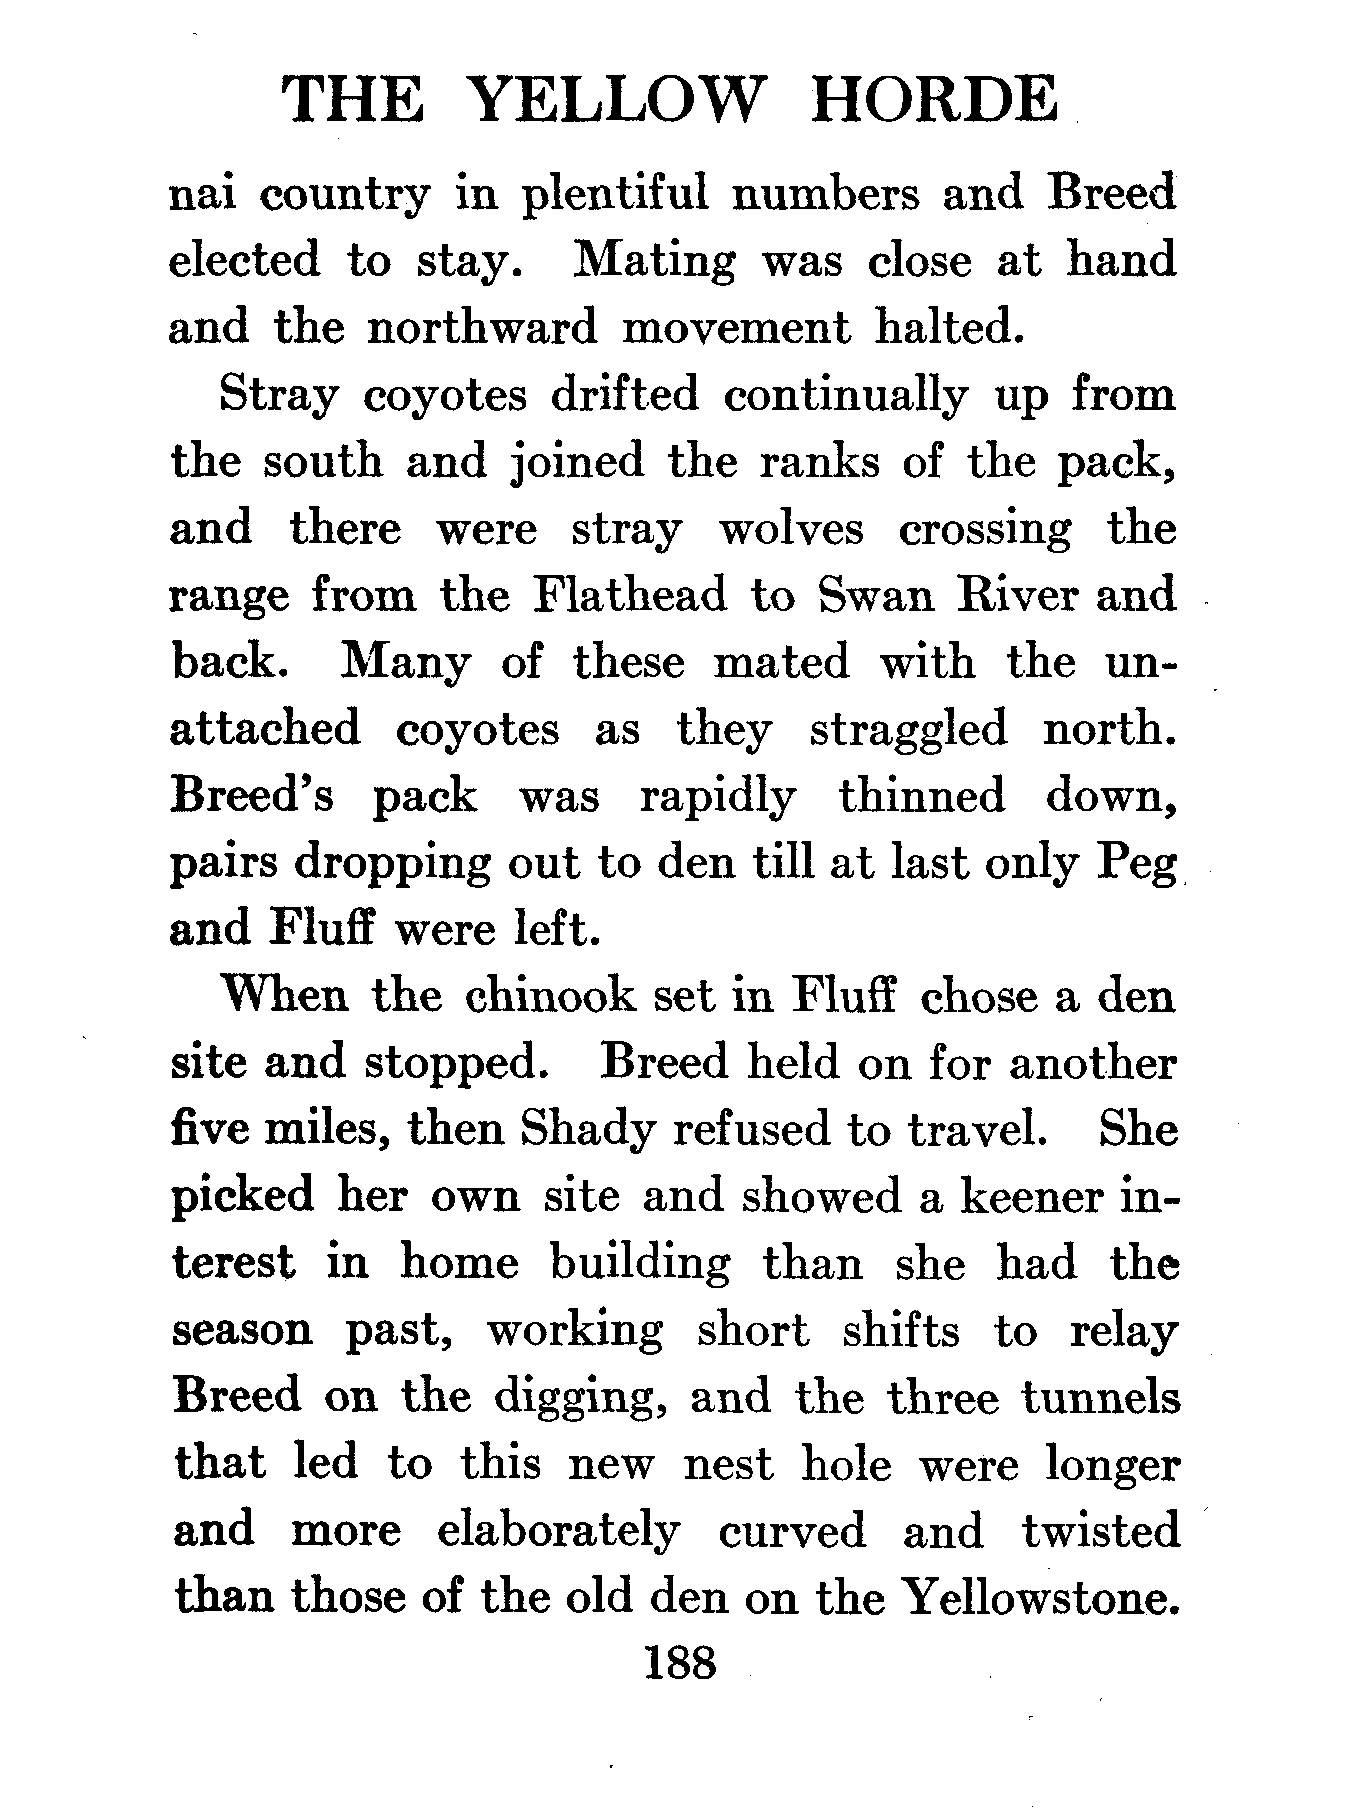 THE YELLOW HORDE
nai country in plentiful numbers and Breed
elected to stay. Mating was close at hand
and the northward movement halted.
Stray coyotes drifted continually up from
the south and joined the ranks of the pack,
and there were stray wolves crossing the
range from the Flathead to Swan River and
back. Many of these mated with the un-
attached coyotes as they straggled north.
Breed's pack was rapidly thinned down,
pairs dropping out to den till at last only Peg
and Fluff were left.
When the chinook set in Fluff chose a den
site and stopped. Breed held on for another
five miles, then Shady refused to travel. She
picked her own site and showed a keener in-
terest in home building than she had the
season past, working short shifts to relay
Breed on the digging, and the three tunnels
that led to this new nest hole were longer
and more elaborately curved and twisted
than those of the old den on the Yellowstone.
188